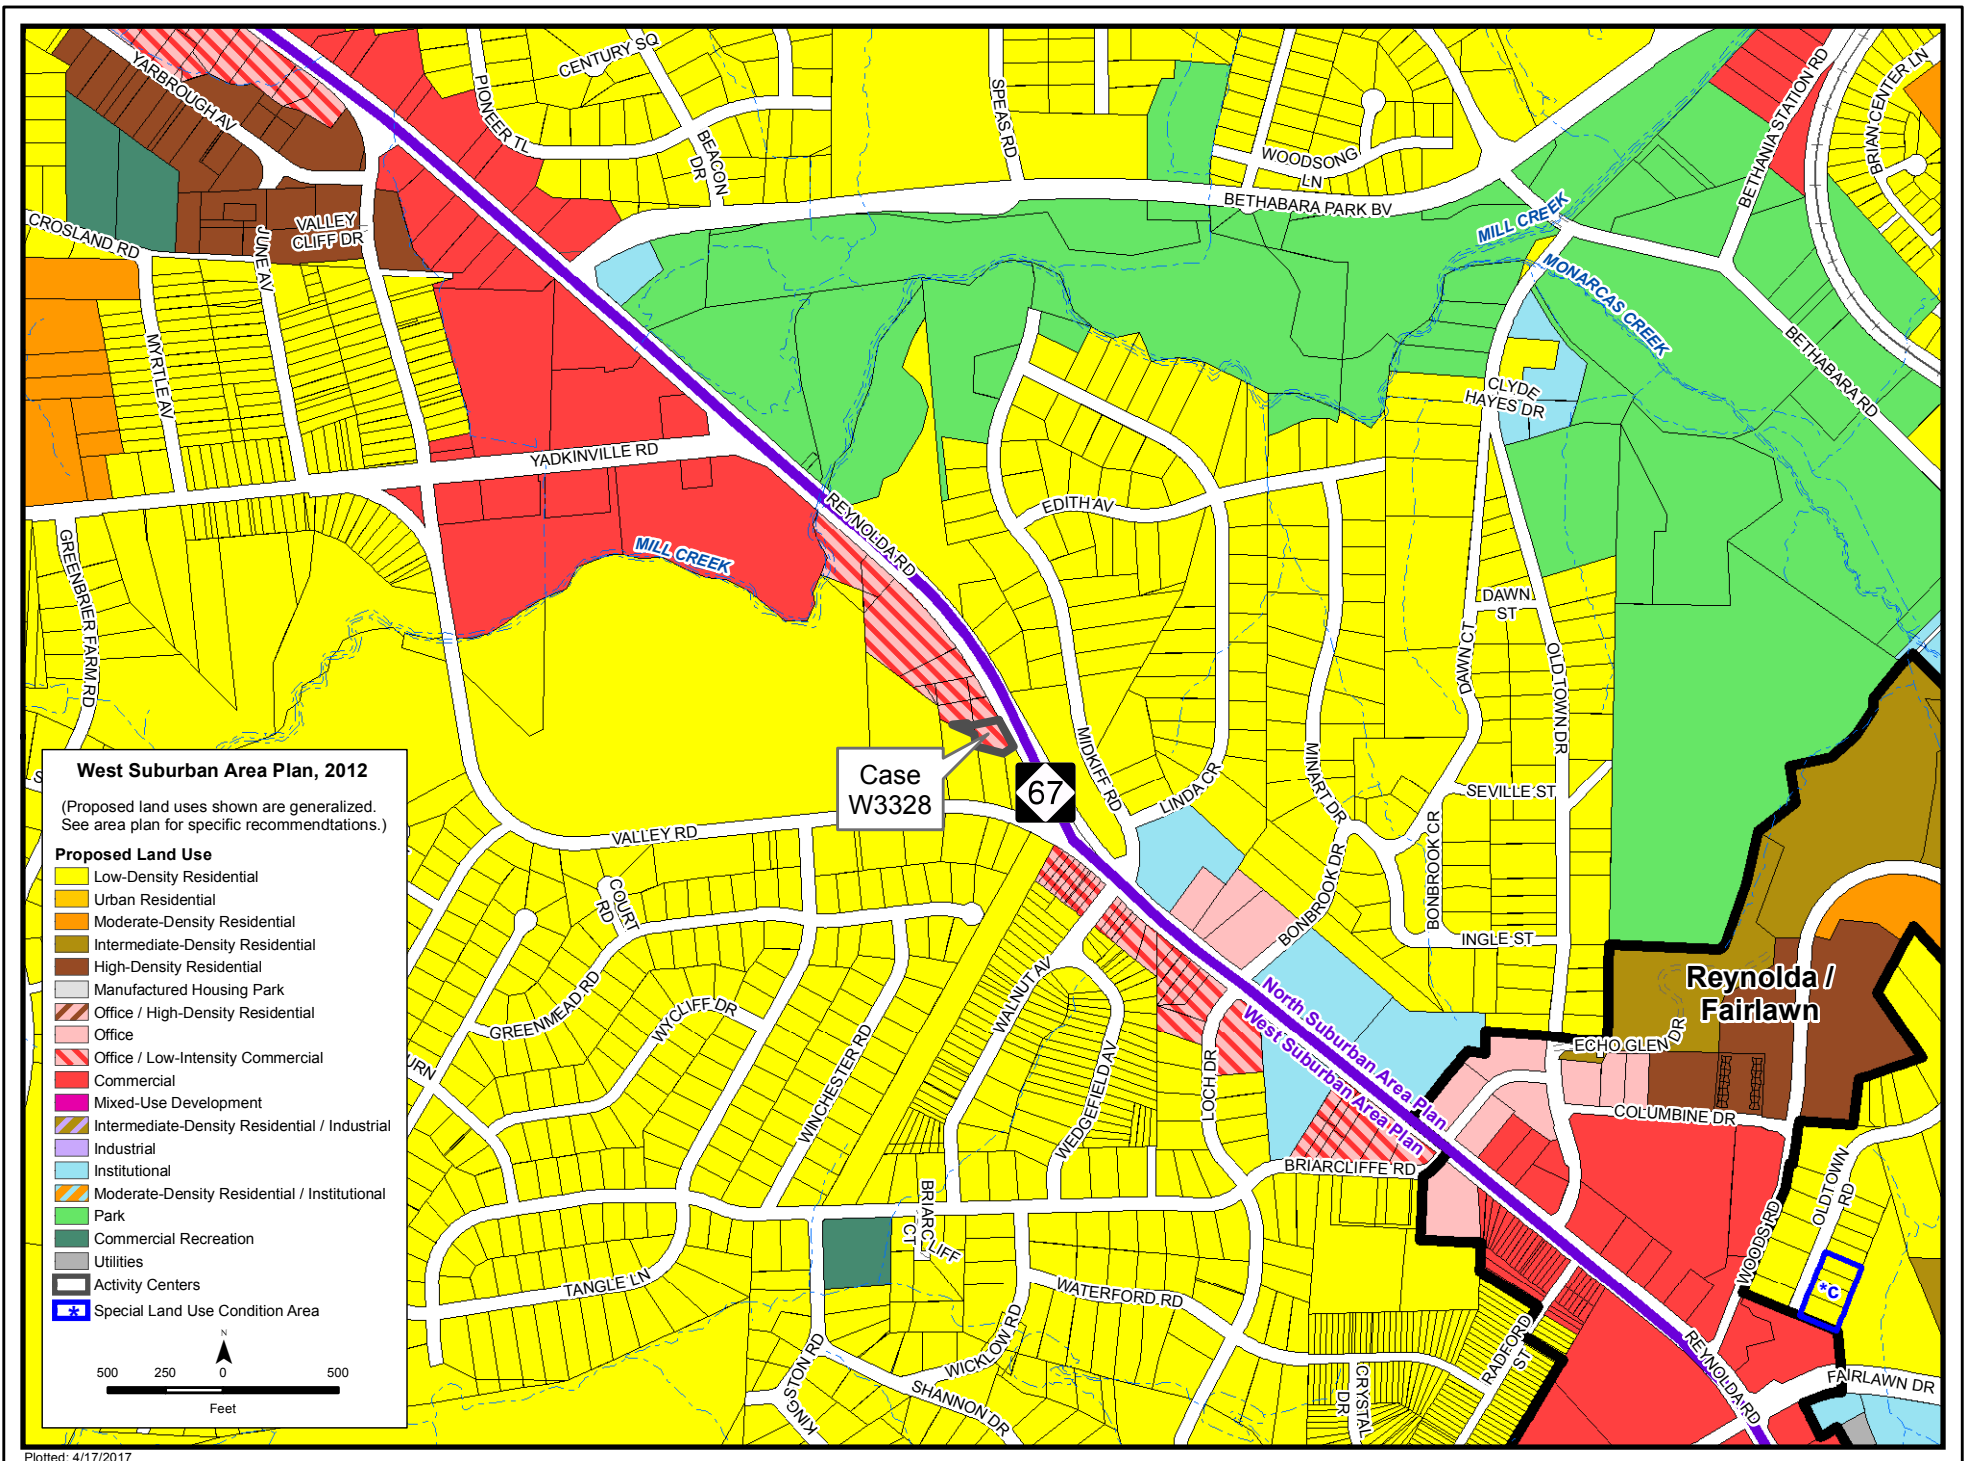 YARBROUGH AV
PIONEER TL
CENTURY SQ
BEACON
DR
SPEAS RD
WOODSONG
LN
BETHABARA PARK BV
BETHANIA STATION RD
BRIAN CENTER LN
CROSLAND RD
JUNE AV
VALLEY
CLIFF DR
MILL CREEK
MONARCAS CREEK
BETHABARA RD
MYRTLE AV
CLYDE
HAYES DR
YADKINVILLE RD
REYNOLDA RD
EDITH AV
MILL CREEK
GREENBRIER FARM RD
DAWN
ST
DAWN CT
OLD TOWN DR
MIDKIFF RD
LINDA CR
MINART DR
SEVILLE ST
BONBROOK CR
BONBROOK DR
INGLE ST
Case
W3328
67
VALLEY RD
COURT
RD
GREENMEAD RD
WYCLIFF DR
WINCHESTER RD
WALNUT AV
WEDGEFIELD AV
LOCH DR
North Suburban Area Plan
West Suburban Area Plan
Reynolda /
Fairlawn
ECHO GLEN DR
COLUMBINE DR
BRIARCLIFFE RD
URN
BRIARCLIFF
CT
TANGLE LN
KINGSTON RD
WICKLOW RD
SHANNON DR
WATERFORD RD
CRYSTAL
DR
RADFORD
ST
WOODS RD
OLDTOWN
RD
*C
REYNOLDA RD
FAIRLAWN DR
S
West Suburban Area Plan, 2012
(Proposed land uses shown are generalized.
See area plan for specific recommendtations.)
Proposed Land Use
Low-Density Residential
Urban Residential
Moderate-Density Residential
Intermediate-Density Residential
High-Density Residential
Manufactured Housing Park
Office / High-Density Residential
Office
Office / Low-Intensity Commercial
Commercial
Mixed-Use Development
Intermediate-Density Residential / Industrial
Industrial
Institutional
Moderate-Density Residential / Institutional
Park
Commercial Recreation
Utilities
Activity Centers
* Special Land Use Condition Area
N
500 250 0 500
Feet
Plotted: 4/17/2017